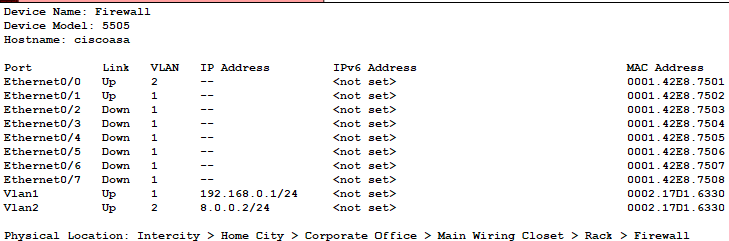 Device Name: Firewall
Device Model: 5505
Hostname: ciscoasa
Port Link VLAN IP Address IPv6 Address MAC Address
Ethernet0/0 Up 2 -- <not set> 0001.42E8.7501
Ethernet0/1 Up 1 -- <not set> 0001.42E8.7502
Ethernet0/2 Down 1 -- <not set> 0001.42E8.7503
Ethernet0/3 Down 1 -- <not set> 0001.42E8.7504
Ethernet0/4 Down 1 -- <not set> 0001.42E8.7505
Ethernet0/5 Down 1 -- <not set> 0001.42E8.7506
Ethernet0/6 Down 1 -- <not set> 0001.42E8.7507
Ethernet0/7 Down 1 -- <not set> 0001.42E8.7508
Vlan1 Up 1 192.168.0.1/24 <not set> 0002.17D1.6330
Vlan2 Up 2 8.0.0.2/24 <not set> 0002.17D1.6330
Physical Location: Intercity > Home City > Corporate Office > Main Wiring Closet > Rack > Firewall